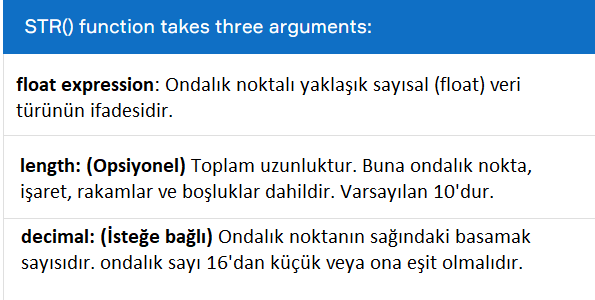 STR() function takes three arguments:
float expression: Ondalık noktalı yaklaşık sayısal (float) veri
türünün ifadesidir.
length: (Opsiyonel) Toplam uzunluktur. Buna ondalık nokta,
işaret, rakamlar ve boşluklar dahildir. Varsayılan 10'dur.
decimal: (İsteğe bağlı) Ondalık noktanın sağındaki basamak
sayısıdır. ondalık sayı 16'dan küçük veya ona eşit olmalıdır.